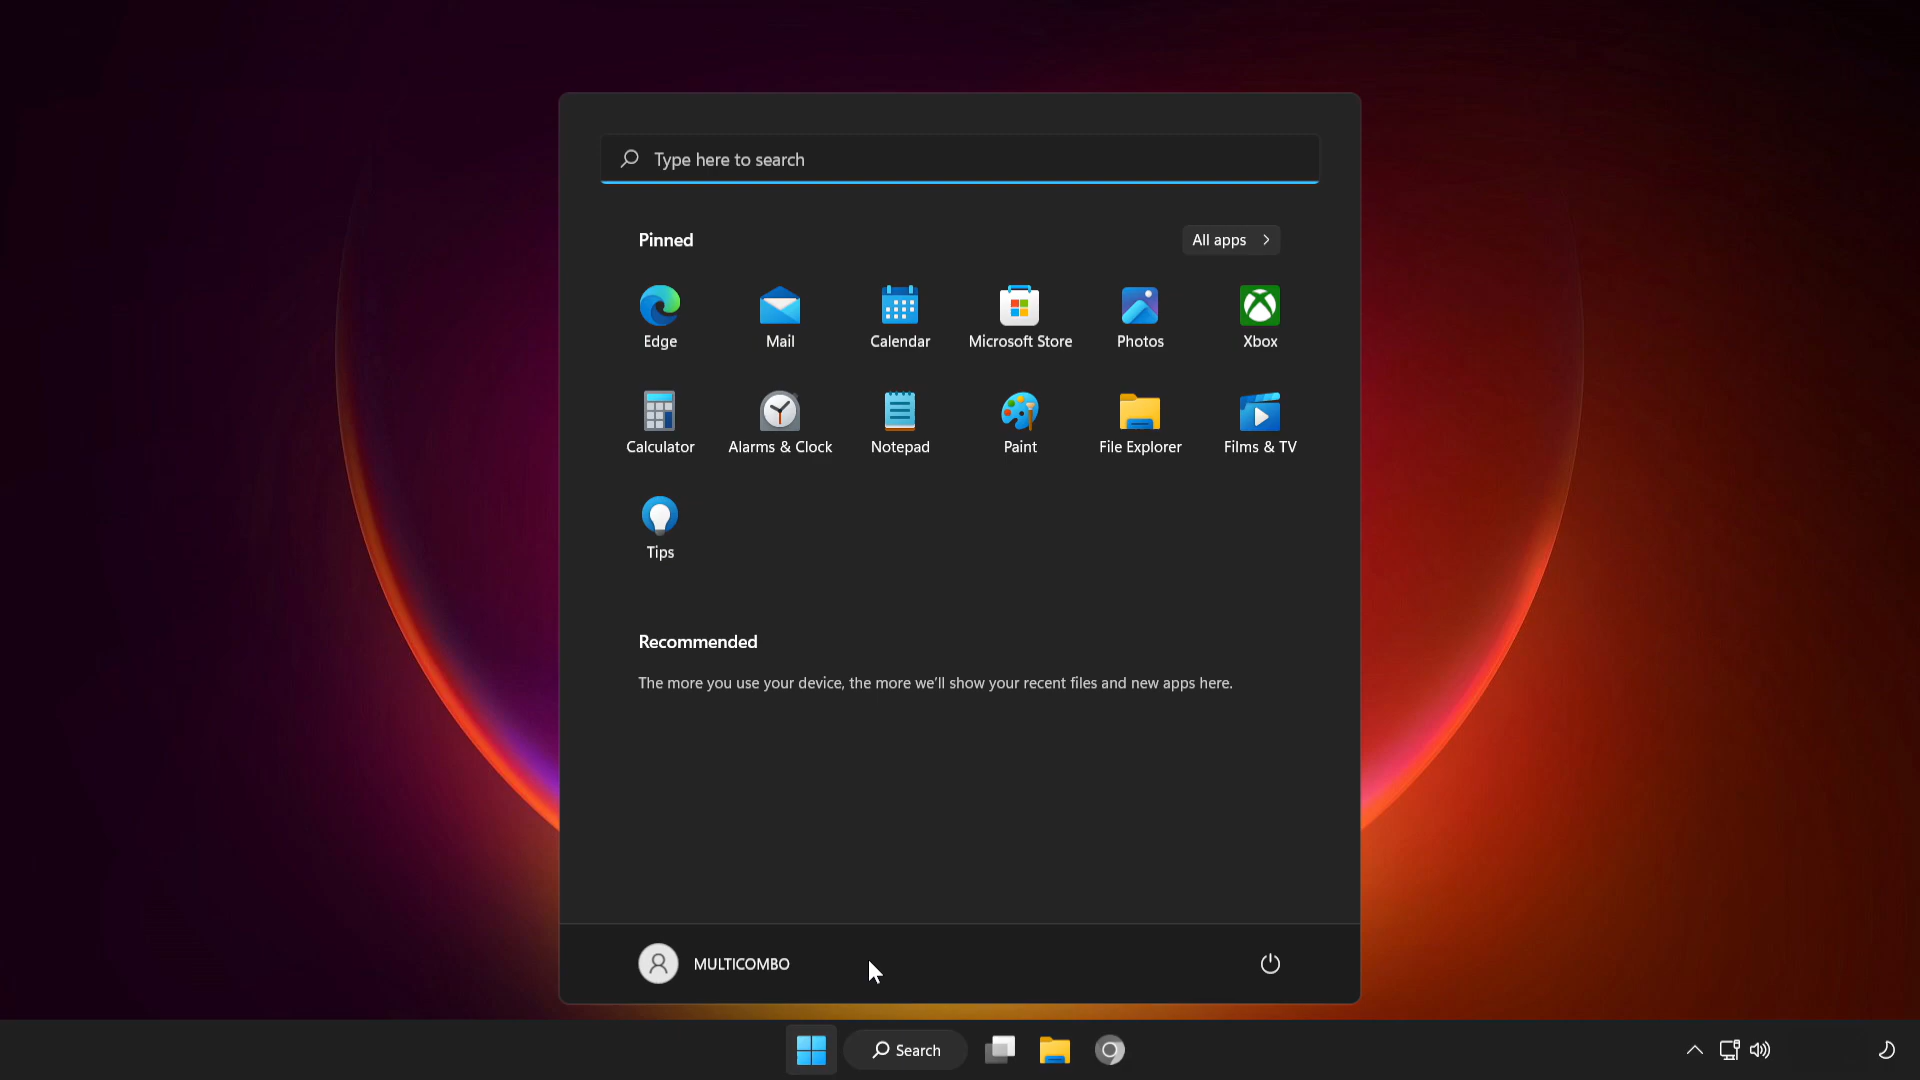 Type here to search
Pinned
All apps
Edge
Mail
Calendar
Microsoft Store
Photos
Xbox
Calculator
Alarms & Clock
Notepad
Paint
File Explorer
Films & TV
Tips
Recommended
The more you use your device, the more we'll show your recent files and new apps here.
MULTICOMBO
Search